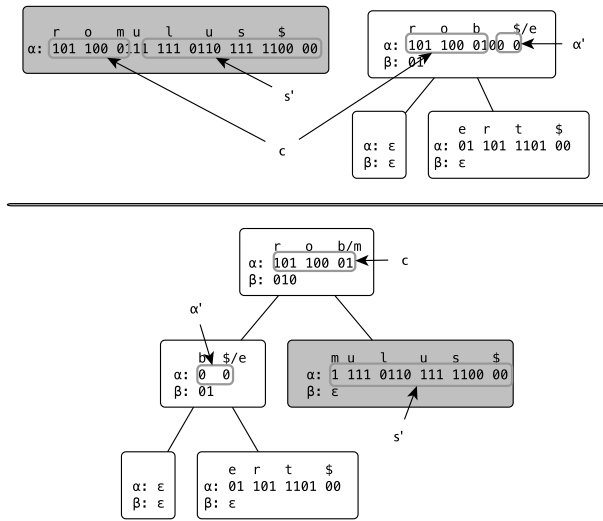 r o m u l u s $
α: 101 100 0111 111 0110 111 1100 00
s'
c
r o b $/e
α: 101 100 0100 0
β: 01
α'
α: ε
β: ε
e r t $
α: 01 101 1101 00
β: ε
r o b/m
α: 101 100 01
β: 010
c
α'
b $/e
α: 0 0
β: 01
m u l u s $
α: 1 111 0110 111 1100 00
β: ε
s'
α: ε
β: ε
e r t $
α: 01 101 1101 00
β: ε